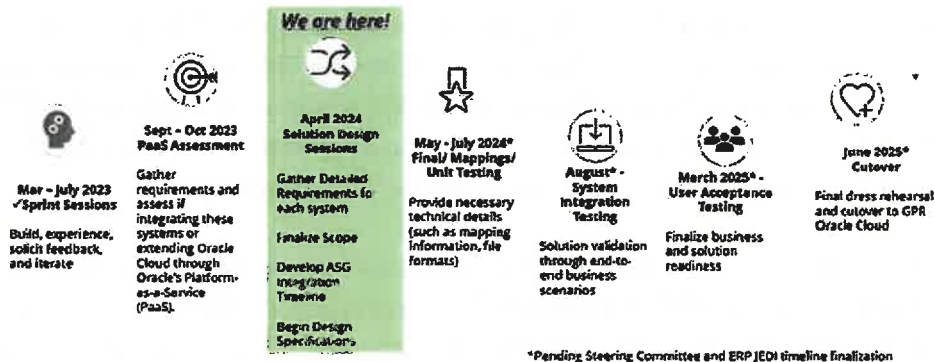 We are here!
Mar – July 2023
✓Sprint Sessions
Build, experience,
solicit feedback,
and iterate
Sept – Oct 2023
PaaS Assessment
Gather
requirements and
assess if
integrating these
systems or
extending Oracle
Cloud through
Oracle's Platform-
as-a-Service
(PaaS).
April 2024
Solution Design
Sessions
Gather Detailed
Requirements fo
each system
Finalize Scope
Develop ASG
Integration
Timeline
Begin Design
Specifications
May - July 2024*
Final/ Mappings/
Unit Testing
Provide necessary
technical details
(such as mapping
information, file
formats)
August* -
System
Integration
Testing
Solution validation
through end-to-
end business
scenarios
March 2025* -
User Acceptance
Testing
Finalize business
and solution
readiness
June 2025*
Cutover
Final dress rehearsal
and cutover to GPR
Oracle Cloud
*Pending Steering Committee and ERP JEDI timeline finalization